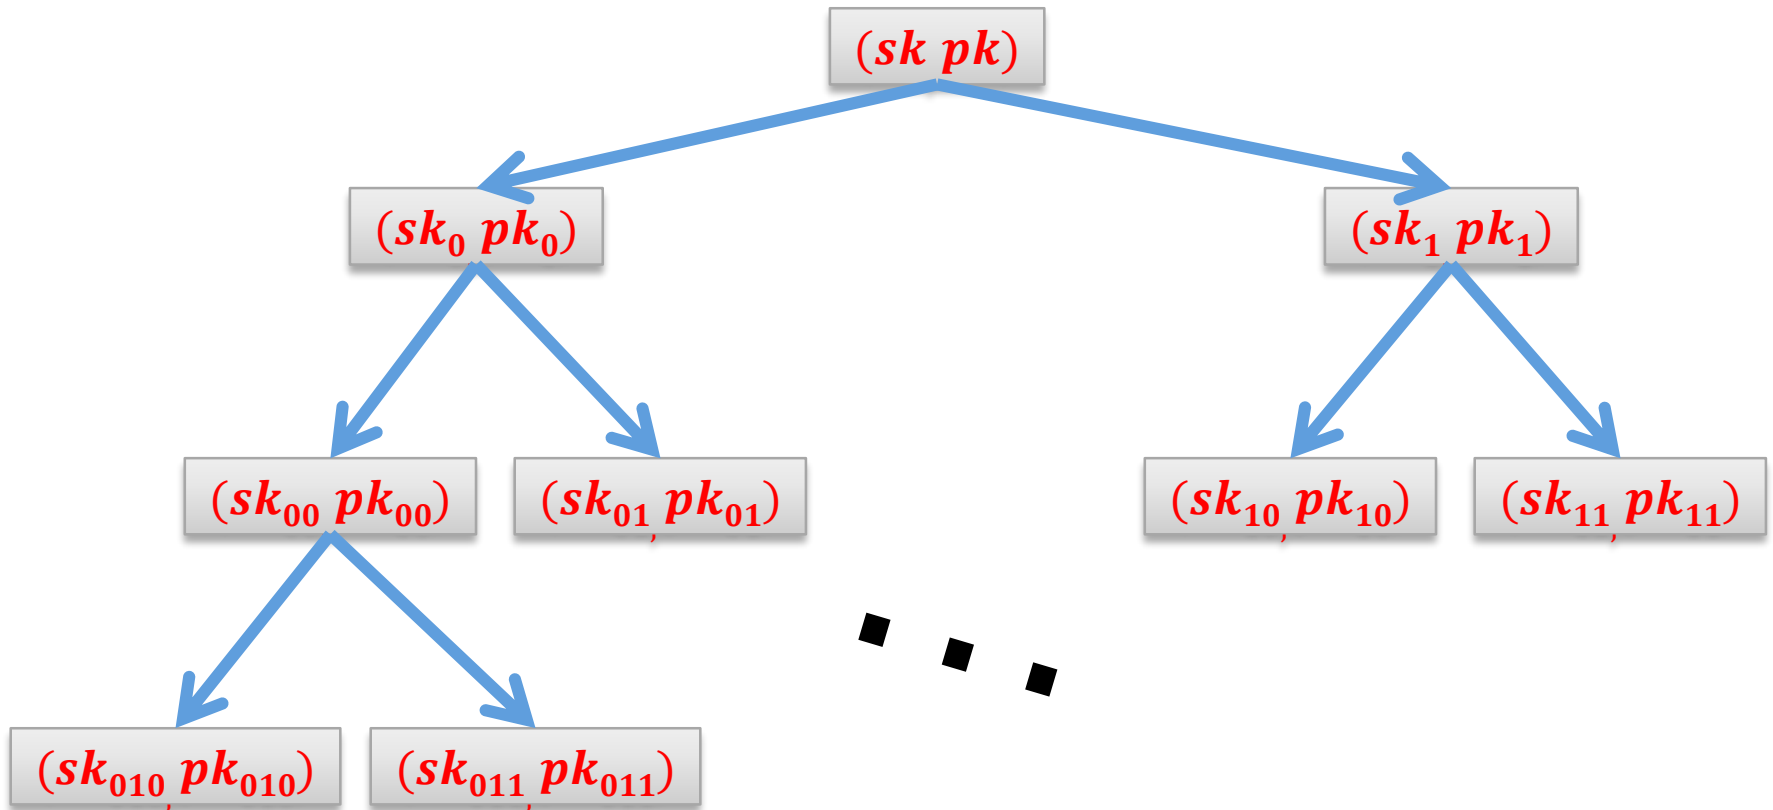 (sk pk)
(sk₀ pk₀)
(sk₁ pk₁)
(sk₀₀ pk₀₀)
(sk₀₁, pk₀₁)
(sk₁₀, pk₁₀)
(sk₁₁, pk₁₁)
(sk₀₁₀, pk₀₁₀)
(sk₀₁₁, pk₀₁₁)